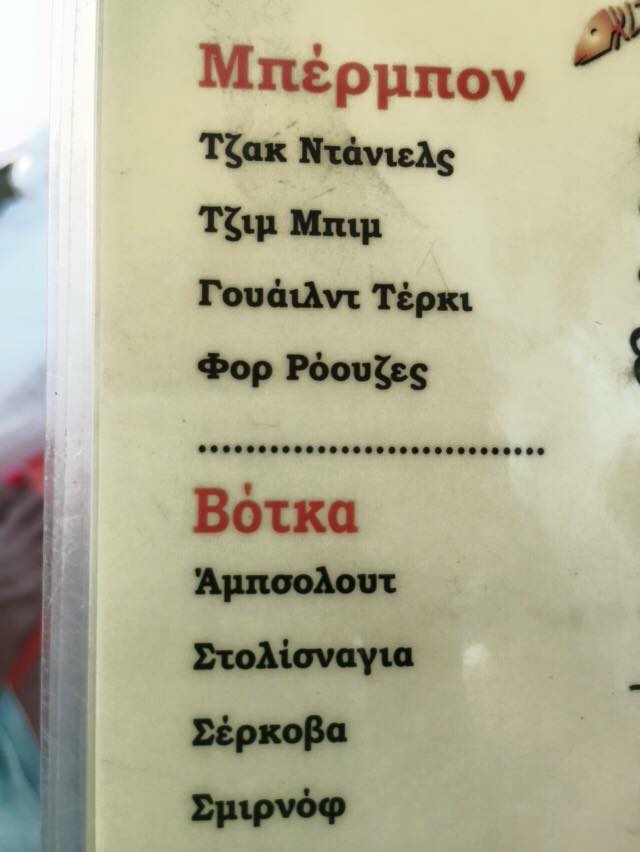 Μπέρμπον
Τζακ Ντάνιελς
Τζιμ Μπιμ
Γουάιλντ Τέρκι
Φορ Ρόουζες
..............................
Βότκα
Άμπσολουτ
Στολίσναγια
Σέρκοβα
Σμιρνόφ